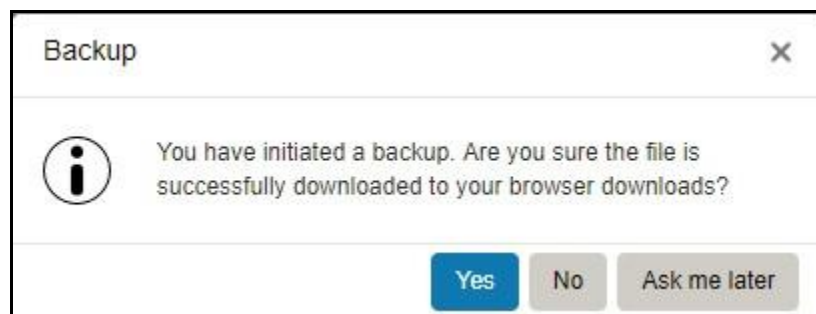 Backup
You have initiated a backup. Are you sure the file is
successfully downloaded to your browser downloads?
Yes No Ask me later